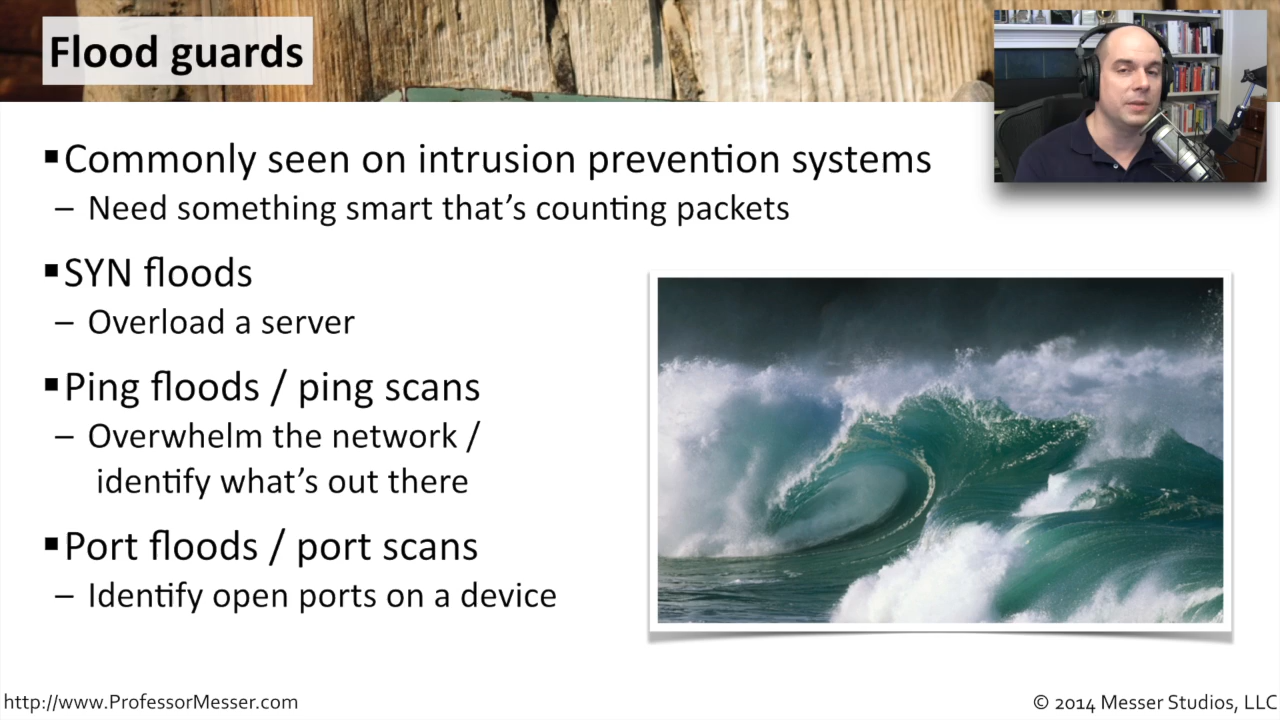 Flood guards
▪Commonly seen on intrusion prevention systems
– Need something smart that's counting packets
▪SYN floods
– Overload a server
▪Ping floods / ping scans
– Overwhelm the network /
identify what's out there
▪Port floods / port scans
– Identify open ports on a device
http://www.ProfessorMesser.com
© 2014 Messer Studios, LLC